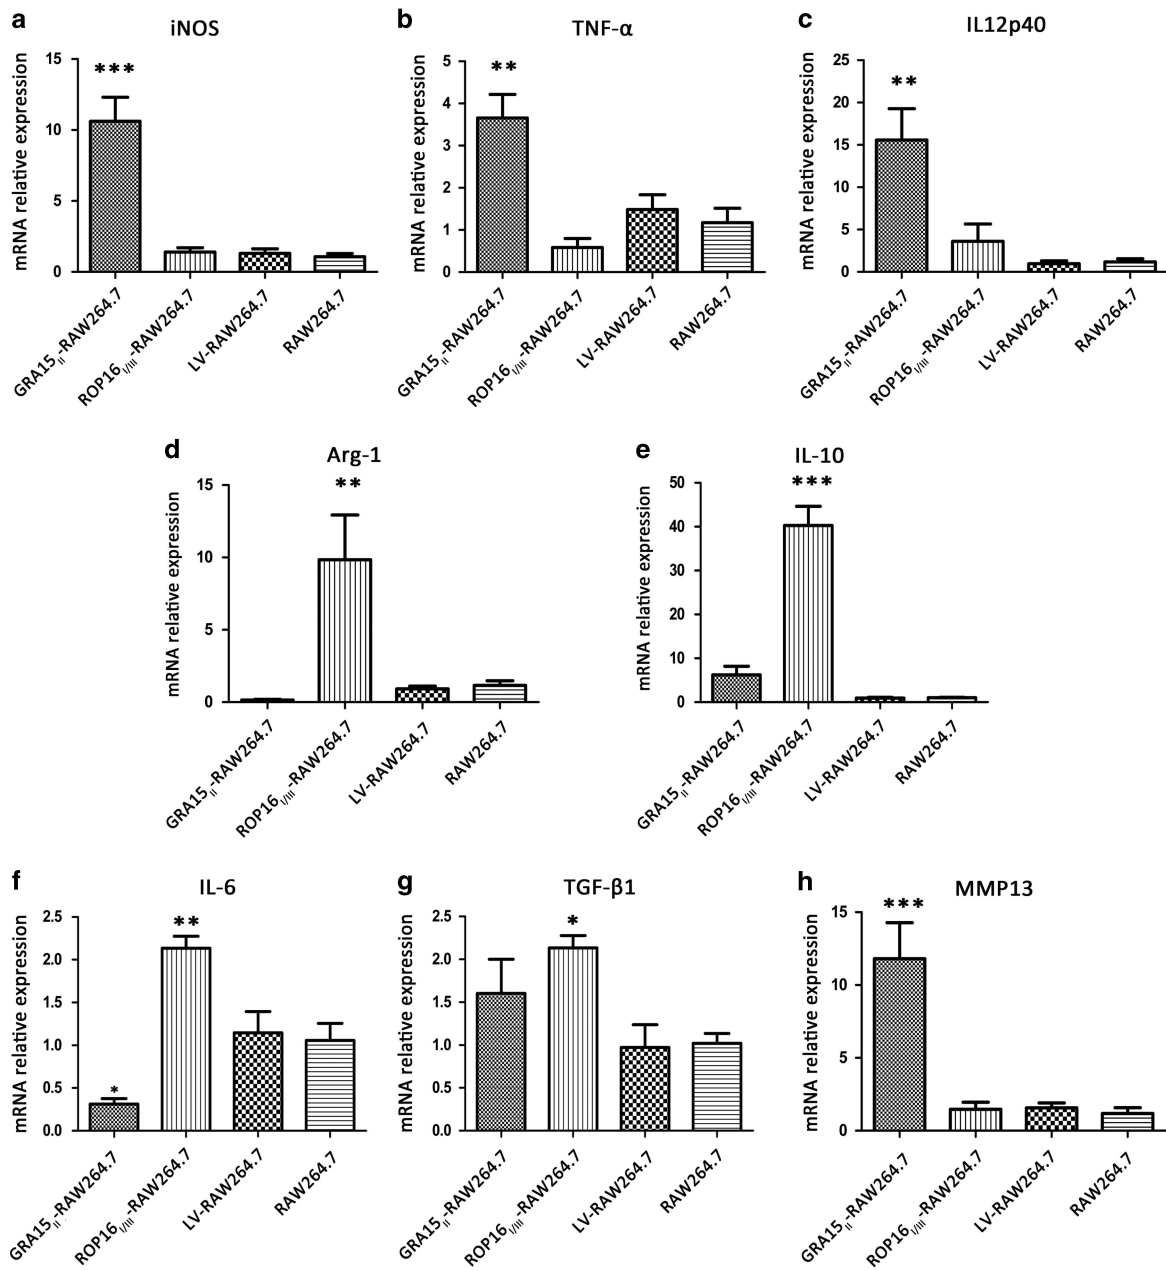 a
iNOS
mRNA relative expression
15
10
5
0
***
GRA15II-RAW264.7
ROP16I/III-RAW264.7
LV-RAW264.7
RAW264.7
b
TNF-α
mRNA relative expression
5
4
3
2
1
0
**
GRA15II-RAW264.7
ROP16I/III-RAW264.7
LV-RAW264.7
RAW264.7
c
IL12p40
mRNA relative expression
25
20
15
10
5
0
**
GRA15II-RAW264.7
ROP16I/III-RAW264.7
LV-RAW264.7
RAW264.7
d
Arg-1
mRNA relative expression
15
10
5
0
**
GRA15II-RAW264.7
ROP16I/III-RAW264.7
LV-RAW264.7
RAW264.7
e
IL-10
mRNA relative expression
50
40
30
20
10
0
***
GRA15II-RAW264.7
ROP16I/III-RAW264.7
LV-RAW264.7
RAW264.7
f
IL-6
mRNA relative expression
2.5
2.0
1.5
1.0
0.5
0.0
*
**
GRA15II-RAW264.7
ROP16I/III-RAW264.7
LV-RAW264.7
RAW264.7
g
TGF-β1
mRNA relative expression
2.5
2.0
1.5
1.0
0.5
0.0
*
GRA15II-RAW264.7
ROP16I/III-RAW264.7
LV-RAW264.7
RAW264.7
h
MMP13
mRNA relative expression
15
10
5
0
***
GRA15II-RAW264.7
ROP16I/III-RAW264.7
LV-RAW264.7
RAW264.7